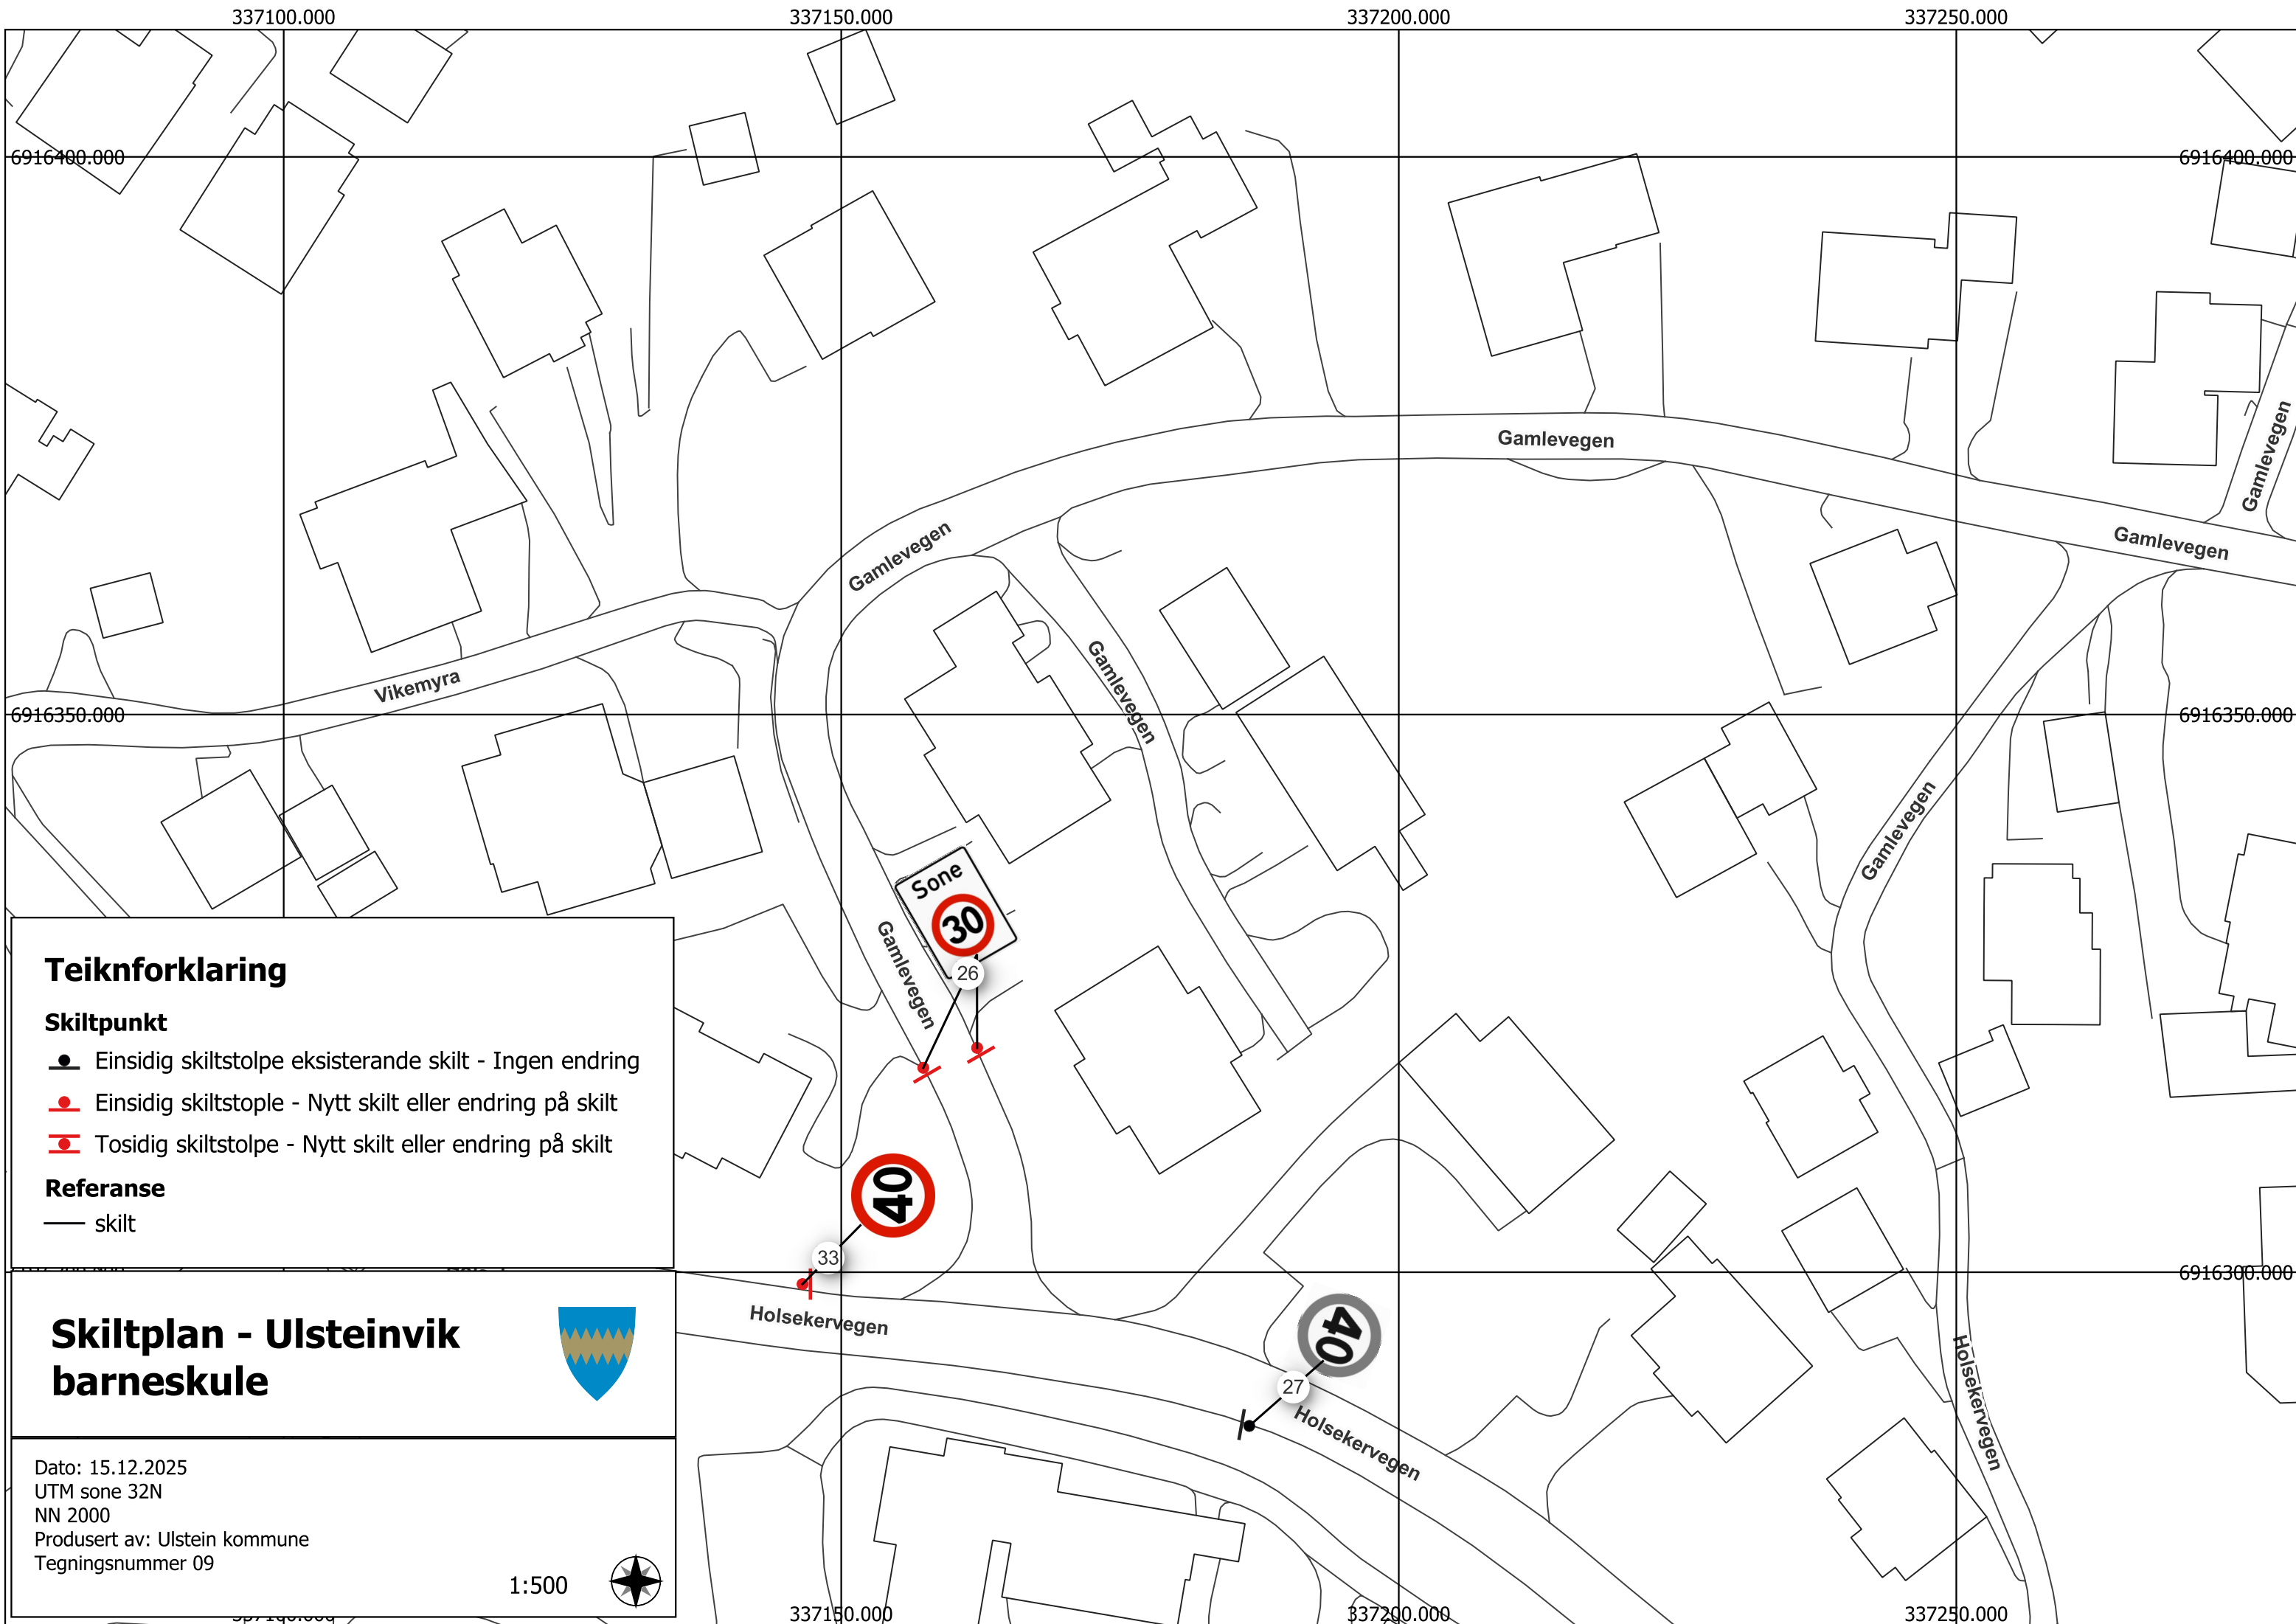 337100.000
337150.000
337200.000
337250.000
6916400.000
6916400.000
Gamlevegen
Gamlevegen
Gamlevegen
Gamlevegen
Gamlevegen
Vikemyra
6916350.000
6916350.000
Gamlevegen
Sone
30
26
Gamlevegen
Teiknforklaring
Skiltpunkt
Einsidig skiltstolpe eksisterande skilt - Ingen endring
Einsidig skiltstople - Nytt skilt eller endring på skilt
Tosidig skiltstolpe - Nytt skilt eller endring på skilt
Referanse
skilt
40
33
6916300.000
Holsekervegen
40
27
Holsekervegen
Holsekervegen
Skiltplan - Ulsteinvik
barneskule
Dato: 15.12.2025
UTM sone 32N
NN 2000
Produsert av: Ulstein kommune
Tegningsnummer 09
1:500
337150.000
337200.000
337250.000